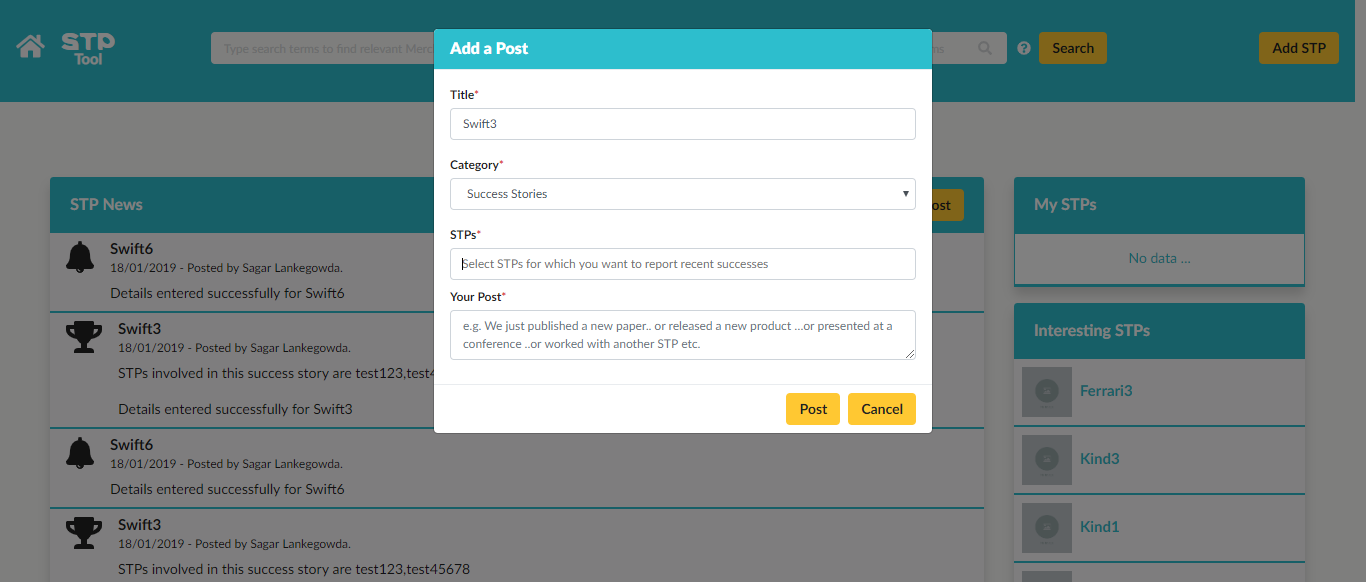 STP
Tool
Type search terms to find relevant Merc
ms
?
Search
Add STP
Add a Post
Title*
Swift3
Category*
Success Stories
STPs*
Select STPs for which you want to report recent successes
Your Post*
e.g. We just published a new paper.. or released a new product ...or presented at a
conference ..or worked with another STP etc.
Post
Cancel
STP News
ost
Swift6
18/01/2019 - Posted by Sagar Lankegowda.
Details entered successfully for Swift6
Swift3
18/01/2019 - Posted by Sagar Lankegowda.
STPs involved in this success story are test123,test4
Details entered successfully for Swift3
Swift6
18/01/2019 - Posted by Sagar Lankegowda.
Details entered successfully for Swift6
Swift3
18/01/2019 - Posted by Sagar Lankegowda.
STPs involved in this success story are test123,test45678
My STPs
No data ...
Interesting STPs
Ferrari3
Kind3
Kind1